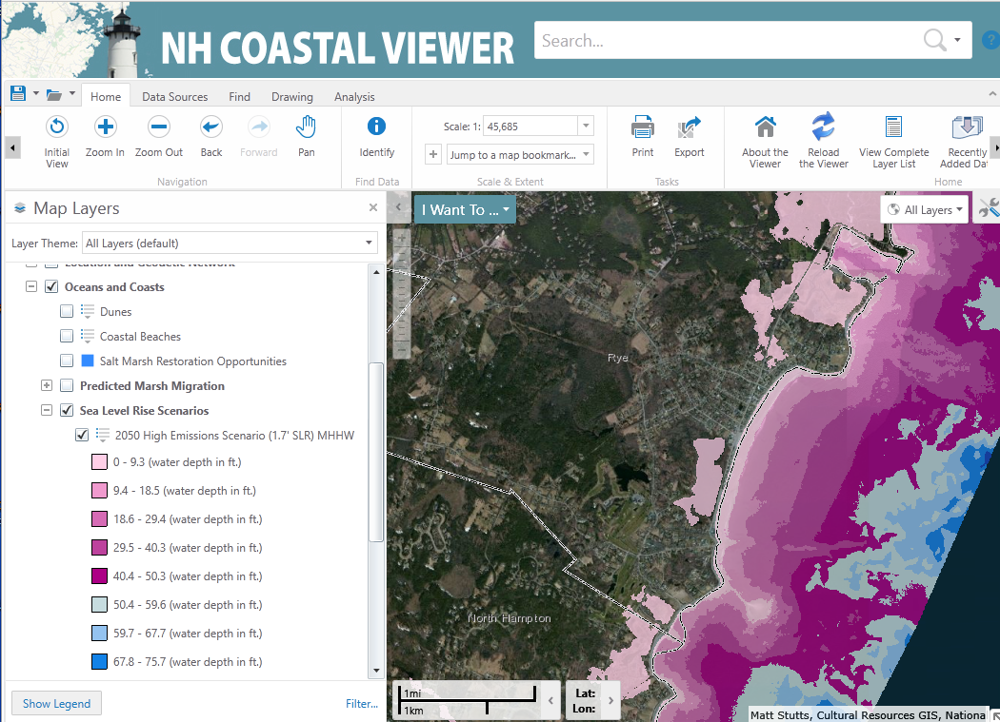 NH COASTAL VIEWER
Search...
?
Home Data Sources Find Drawing Analysis
Initial View
Zoom In
Zoom Out
Back
Forward
Pan
Navigation
Identify
Find Data
Scale: 1: 45,685
Jump to a map bookmark...
Scale & Extent
Print
Export
Tasks
About the Viewer
Reload the Viewer
View Complete Layer List
Recently Added Da
Home
Map Layers
I Want To ...
All Layers
Layer Theme: All Layers (default)
Location and Geodetic Network
Oceans and Coasts
Dunes
Coastal Beaches
Salt Marsh Restoration Opportunities
Predicted Marsh Migration
Sea Level Rise Scenarios
2050 High Emissions Scenario (1.7' SLR) MHHW
0 - 9.3 (water depth in ft.)
9.4 - 18.5 (water depth in ft.)
18.6 - 29.4 (water depth in ft.)
29.5 - 40.3 (water depth in ft.)
40.4 - 50.3 (water depth in ft.)
50.4 - 59.6 (water depth in ft.)
59.7 - 67.7 (water depth in ft.)
67.8 - 75.7 (water depth in ft.)
Show Legend
Filter...
Rye
North Hampton
1mi
1km
Lat:
Lon:
Matt Stutts, Cultural Resources GIS, Nationa